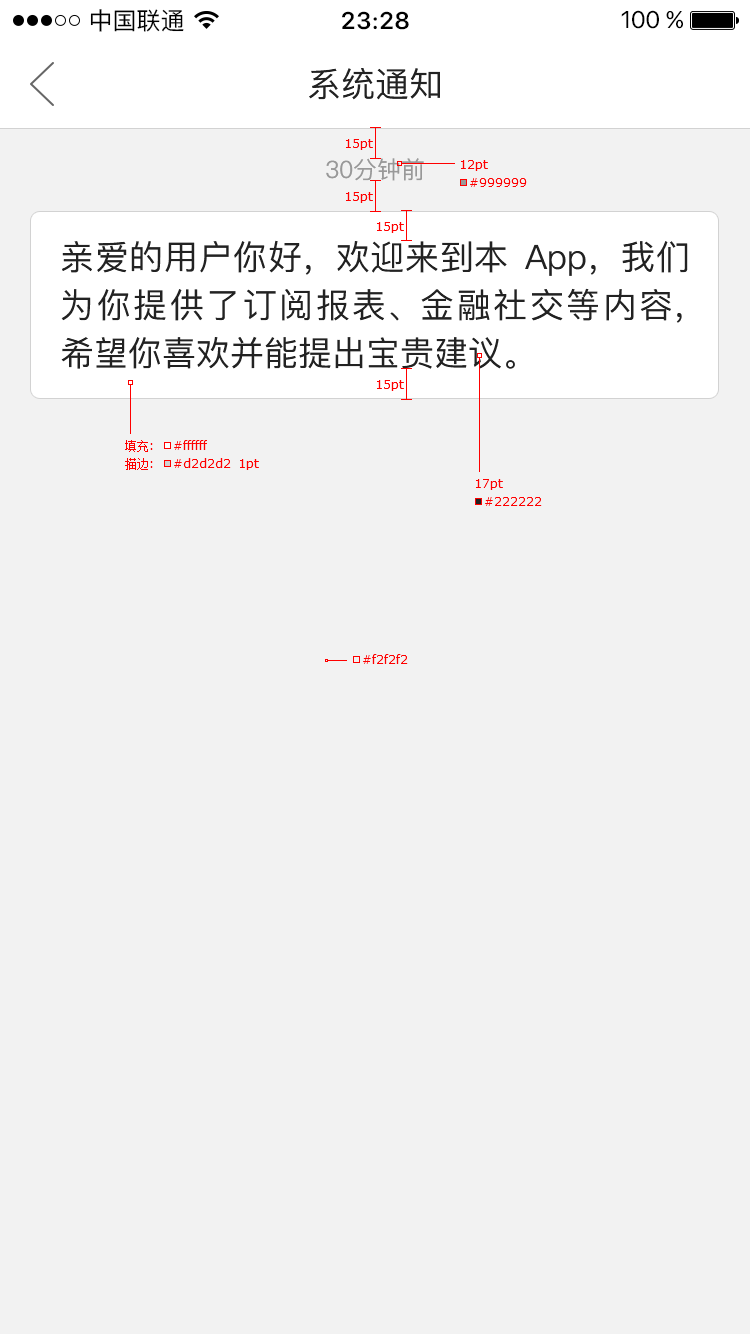 中国联通 23:28 100 %
系统通知
15pt
30分钟前
12pt
#999999
15pt
15pt
亲爱的用户你好，欢迎来到本 App，我们
为你提供了订阅报表、金融社交等内容，
希望你喜欢并能提出宝贵建议。
15pt
填充： #ffffff
描边： #d2d2d2 1pt
17pt
#222222
#f2f2f2